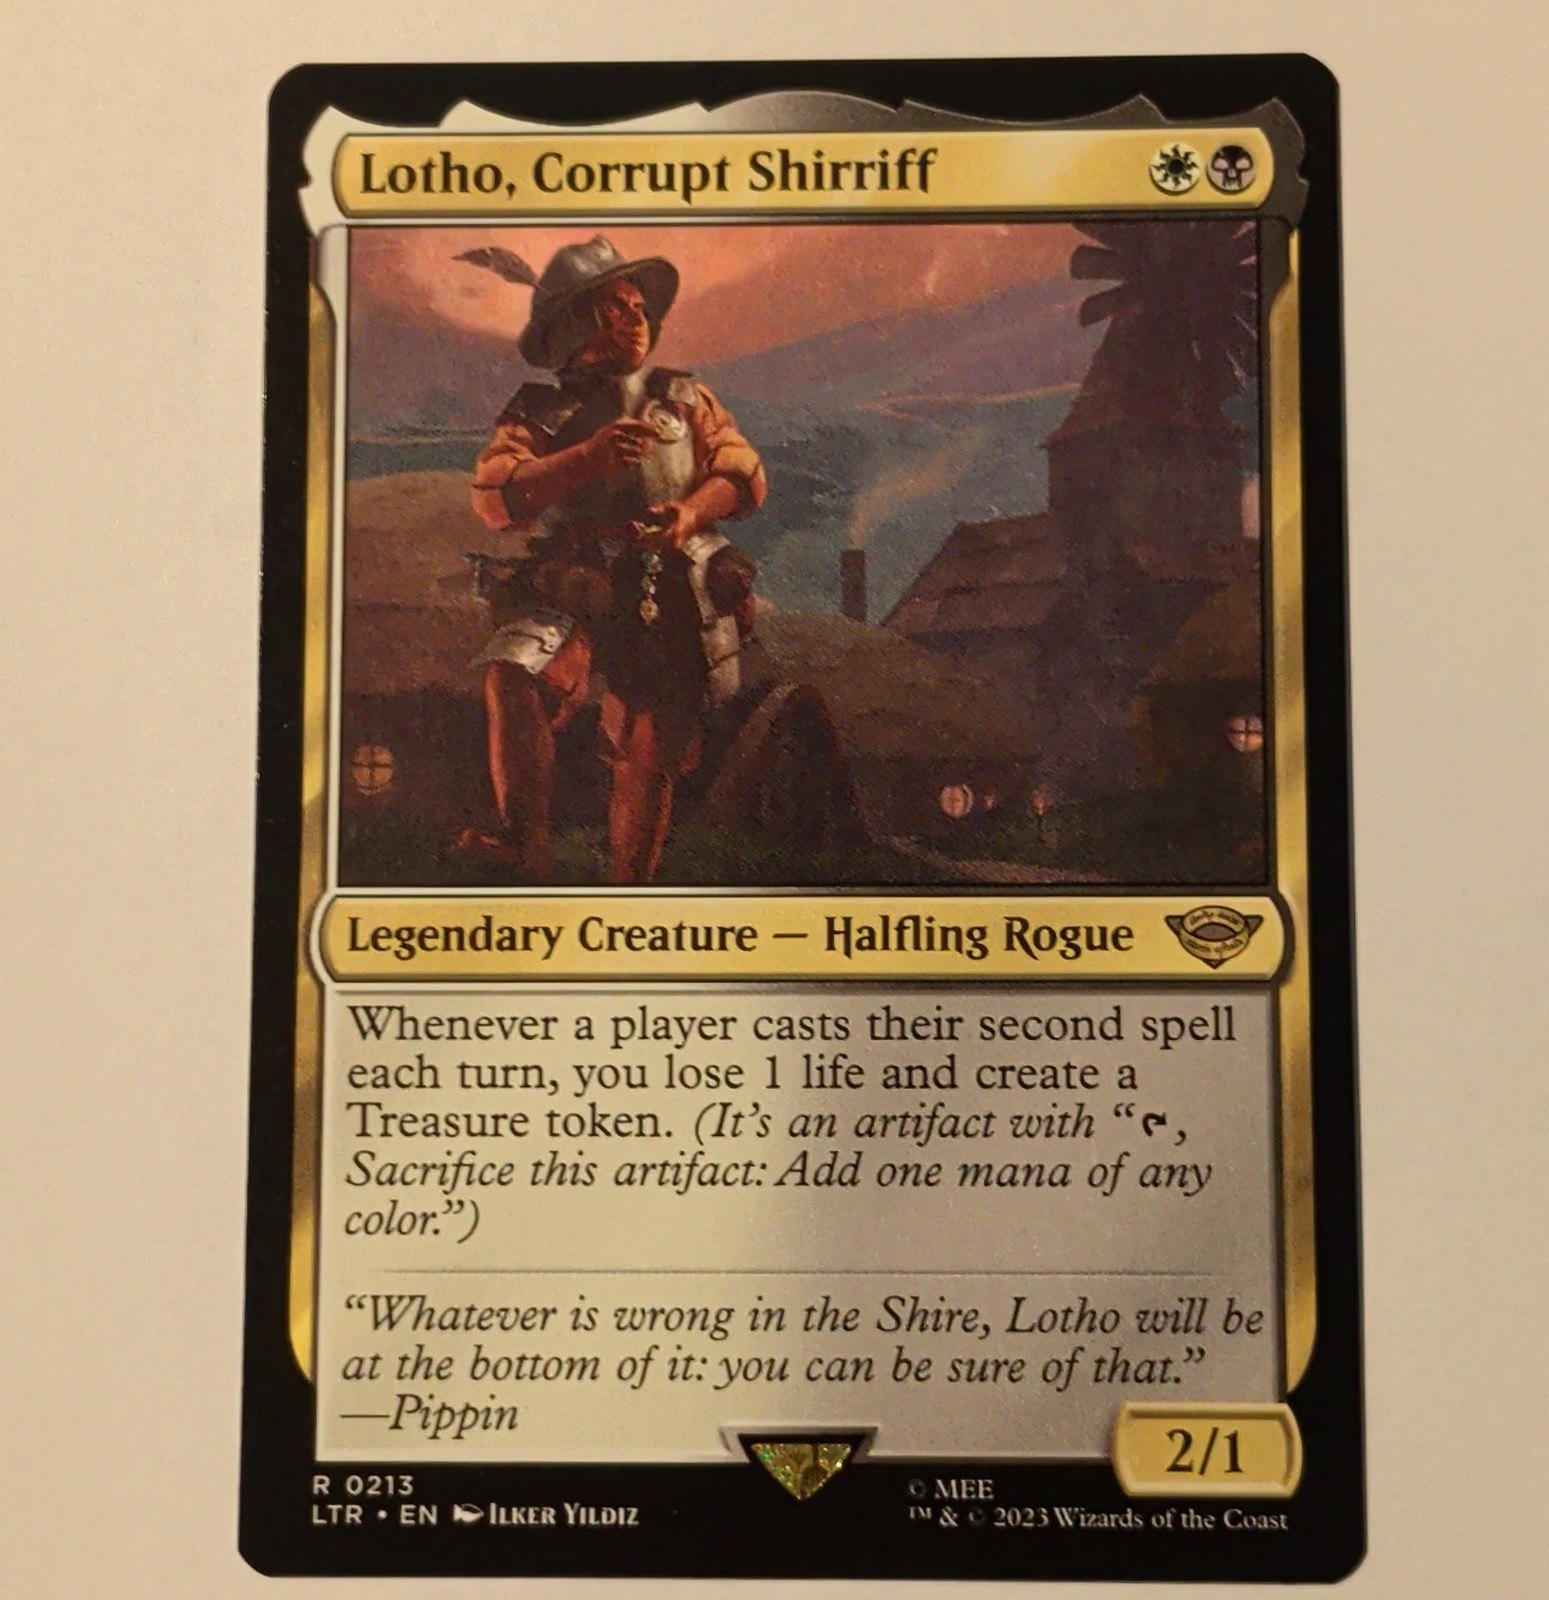 Lotho, Corrupt Shirriff
Legendary Creature — Halfling Rogue
Whenever a player casts their second spell
each turn, you lose 1 life and create a
Treasure token. (It's an artifact with “,
Sacrifice this artifact: Add one mana of any
color.”)
“Whatever is wrong in the Shire, Lotho will be
at the bottom of it: you can be sure of that.”
—Pippin
2/1
R 0213
LTR • EN Ilker Yildiz
© MEE
™ & © 2023 Wizards of the Coast